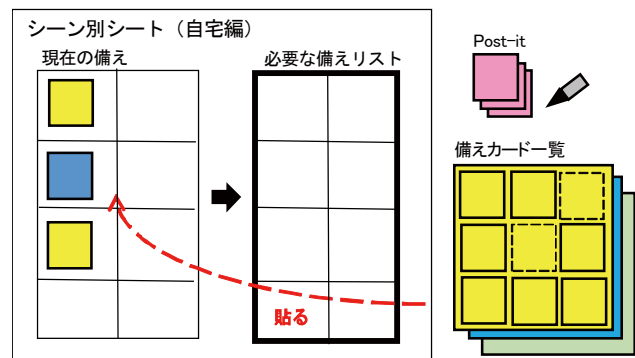 シーン別シート（自宅編）
現在の備え
必要な備えリスト
Post-it
備えカード一覧
貼る